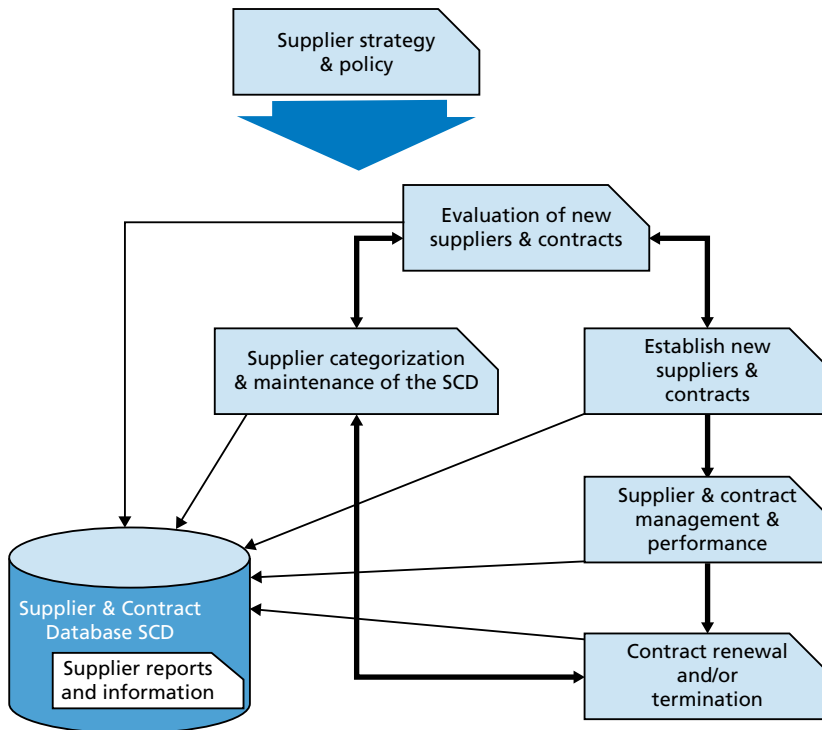 Supplier strategy
& policy
Evaluation of new
suppliers & contracts
Supplier categorization
& maintenance of the SCD
Establish new
suppliers &
contracts
Supplier & contract
management &
performance
Supplier & Contract
Database SCD
Supplier reports
and information
Contract renewal
and/or
termination